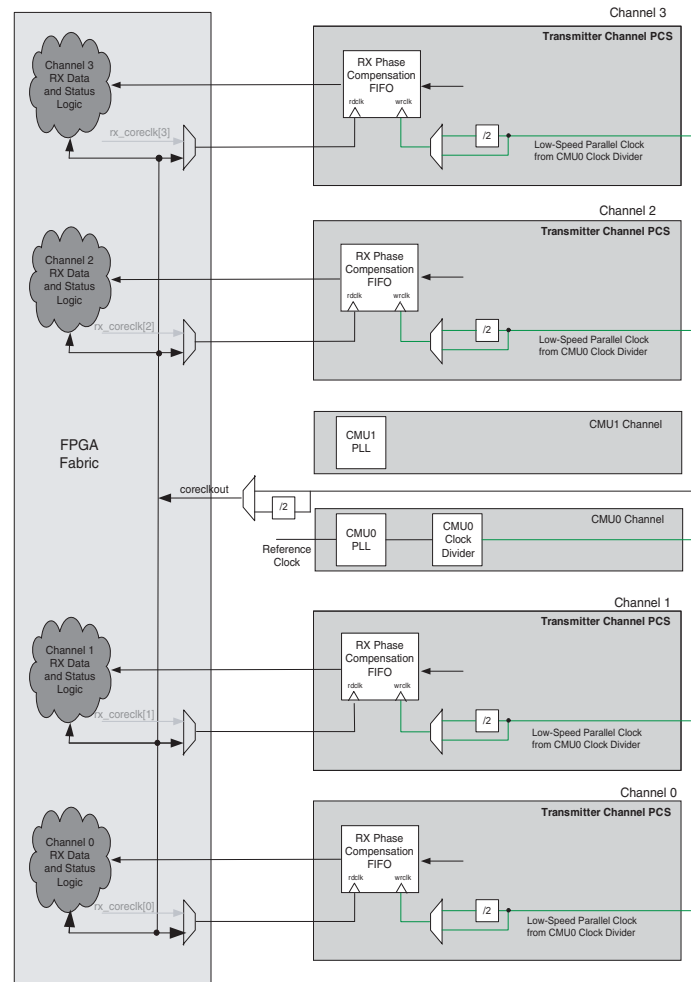 Channel 3
Transmitter Channel PCS
Channel 3
RX Data
and Status
Logic
RX Phase
Compensation
FIFO
rdclk
wrclk
rx_coreclk[3]
/2
Low-Speed Parallel Clock
from CMU0 Clock Divider
Channel 2
Transmitter Channel PCS
Channel 2
RX Data
and Status
Logic
RX Phase
Compensation
FIFO
rdclk
wrclk
rx_coreclk[2]
/2
Low-Speed Parallel Clock
from CMU0 Clock Divider
FPGA
Fabric
CMU1
PLL
CMU1 Channel
coreclkout
/2
Reference
Clock
CMU0
PLL
CMU0
Clock
Divider
CMU0 Channel
Channel 1
Transmitter Channel PCS
Channel 1
RX Data
and Status
Logic
RX Phase
Compensation
FIFO
rdclk
wrclk
rx_coreclk[1]
/2
Low-Speed Parallel Clock
from CMU0 Clock Divider
Channel 0
Transmitter Channel PCS
Channel 0
RX Data
and Status
Logic
RX Phase
Compensation
FIFO
rdclk
wrclk
rx_coreclk[0]
/2
Low-Speed Parallel Clock
from CMU0 Clock Divider